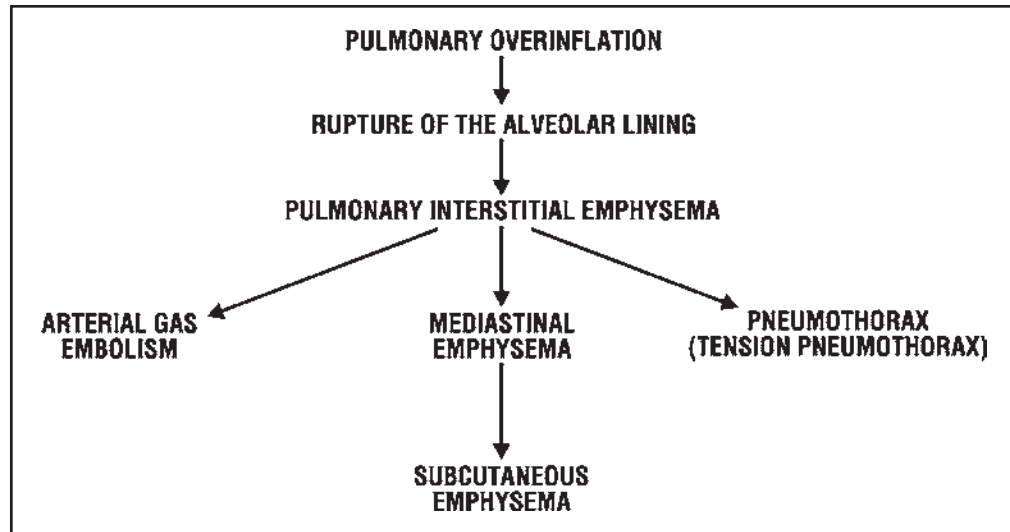 PULMONARY OVERINFLATION
RUPTURE OF THE ALVEOLAR LINING
PULMONARY INTERSTITIAL EMPHYSEMA
ARTERIAL GAS
EMBOLISM
MEDIASTINAL
EMPHYSEMA
PNEUMOTHORAX
(TENSION PNEUMOTHORAX)
SUBCUTANEOUS
EMPHYSEMA